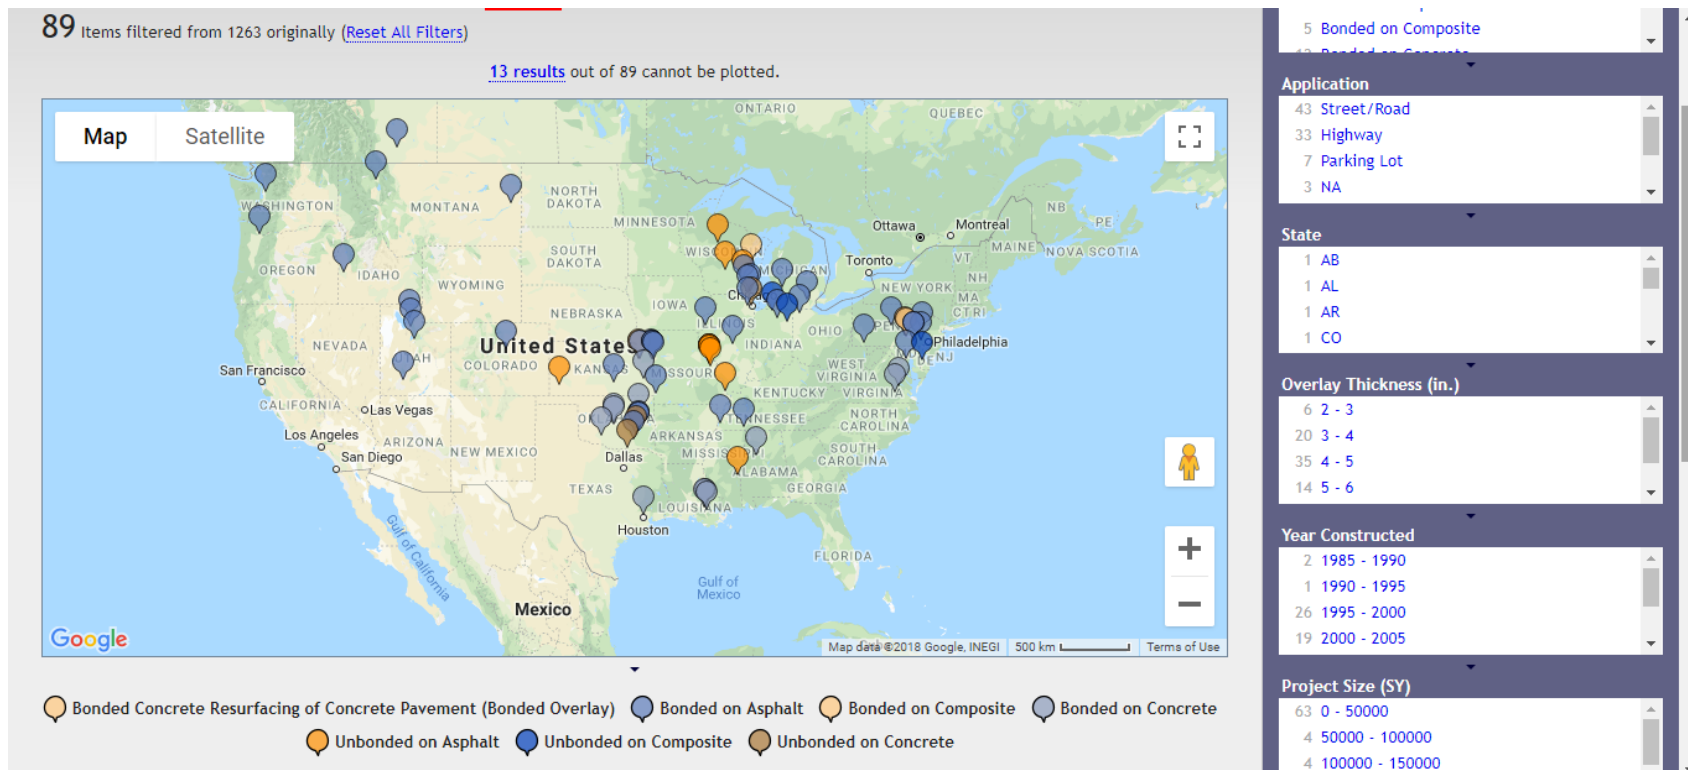 89 Items filtered from 1263 originally (Reset All Filters)
13 results out of 89 cannot be plotted.
Map
Satellite
ONTARIO
QUEBEC
WASHINGTON
MONTANA
NORTH
DAKOTA
MINNESOTA
Ottawa
Montreal
NB
PE
MAINE
NOVA SCOTIA
OREGON
IDAHO
SOUTH
DAKOTA
MICHIGAN
Toronto
VT
NH
WYOMING
NEW YORK
MA
CT RI
IOWA
NEBRASKA
ILLINOIS
OHIO
NEVADA
UTAH
United States
INDIANA
Philadelphia
DE NJ
San Francisco
COLORADO
KANSAS
MISSOURI
WEST
VIRGINIA
KENTUCKY
VIRGINIA
CALIFORNIA
Las Vegas
TENNESSEE
NORTH
CAROLINA
Los Angeles
ARIZONA
NEW MEXICO
ARKANSAS
San Diego
Dallas
MISSISSIPPI
SOUTH
CAROLINA
ALABAMA
TEXAS
GEORGIA
LOUISIANA
Houston
Gulf of
California
FLORIDA
Gulf of
Mexico
Mexico
Google
Map data ©2018 Google, INEGI
500 km
Terms of Use
Bonded Concrete Resurfacing of Concrete Pavement (Bonded Overlay)
Bonded on Asphalt
Bonded on Composite
Bonded on Concrete
Unbonded on Asphalt
Unbonded on Composite
Unbonded on Concrete
5 Bonded on Composite
Application
43 Street/Road
33 Highway
7 Parking Lot
3 NA
State
1 AB
1 AL
1 AR
1 CO
Overlay Thickness (in.)
6 2 - 3
20 3 - 4
35 4 - 5
14 5 - 6
Year Constructed
2 1985 - 1990
1 1990 - 1995
26 1995 - 2000
19 2000 - 2005
Project Size (SY)
63 0 - 50000
4 50000 - 100000
4 100000 - 150000